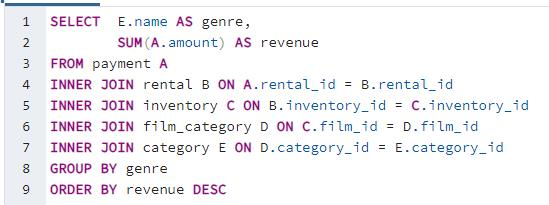 1 SELECT E.name AS genre,
2 SUM(A.amount) AS revenue
3 FROM payment A
4 INNER JOIN rental B ON A.rental_id = B.rental_id
5 INNER JOIN inventory C ON B.inventory_id = C.inventory_id
6 INNER JOIN film_category D ON C.film_id = D.film_id
7 INNER JOIN category E ON D.category_id = E.category_id
8 GROUP BY genre
9 ORDER BY revenue DESC